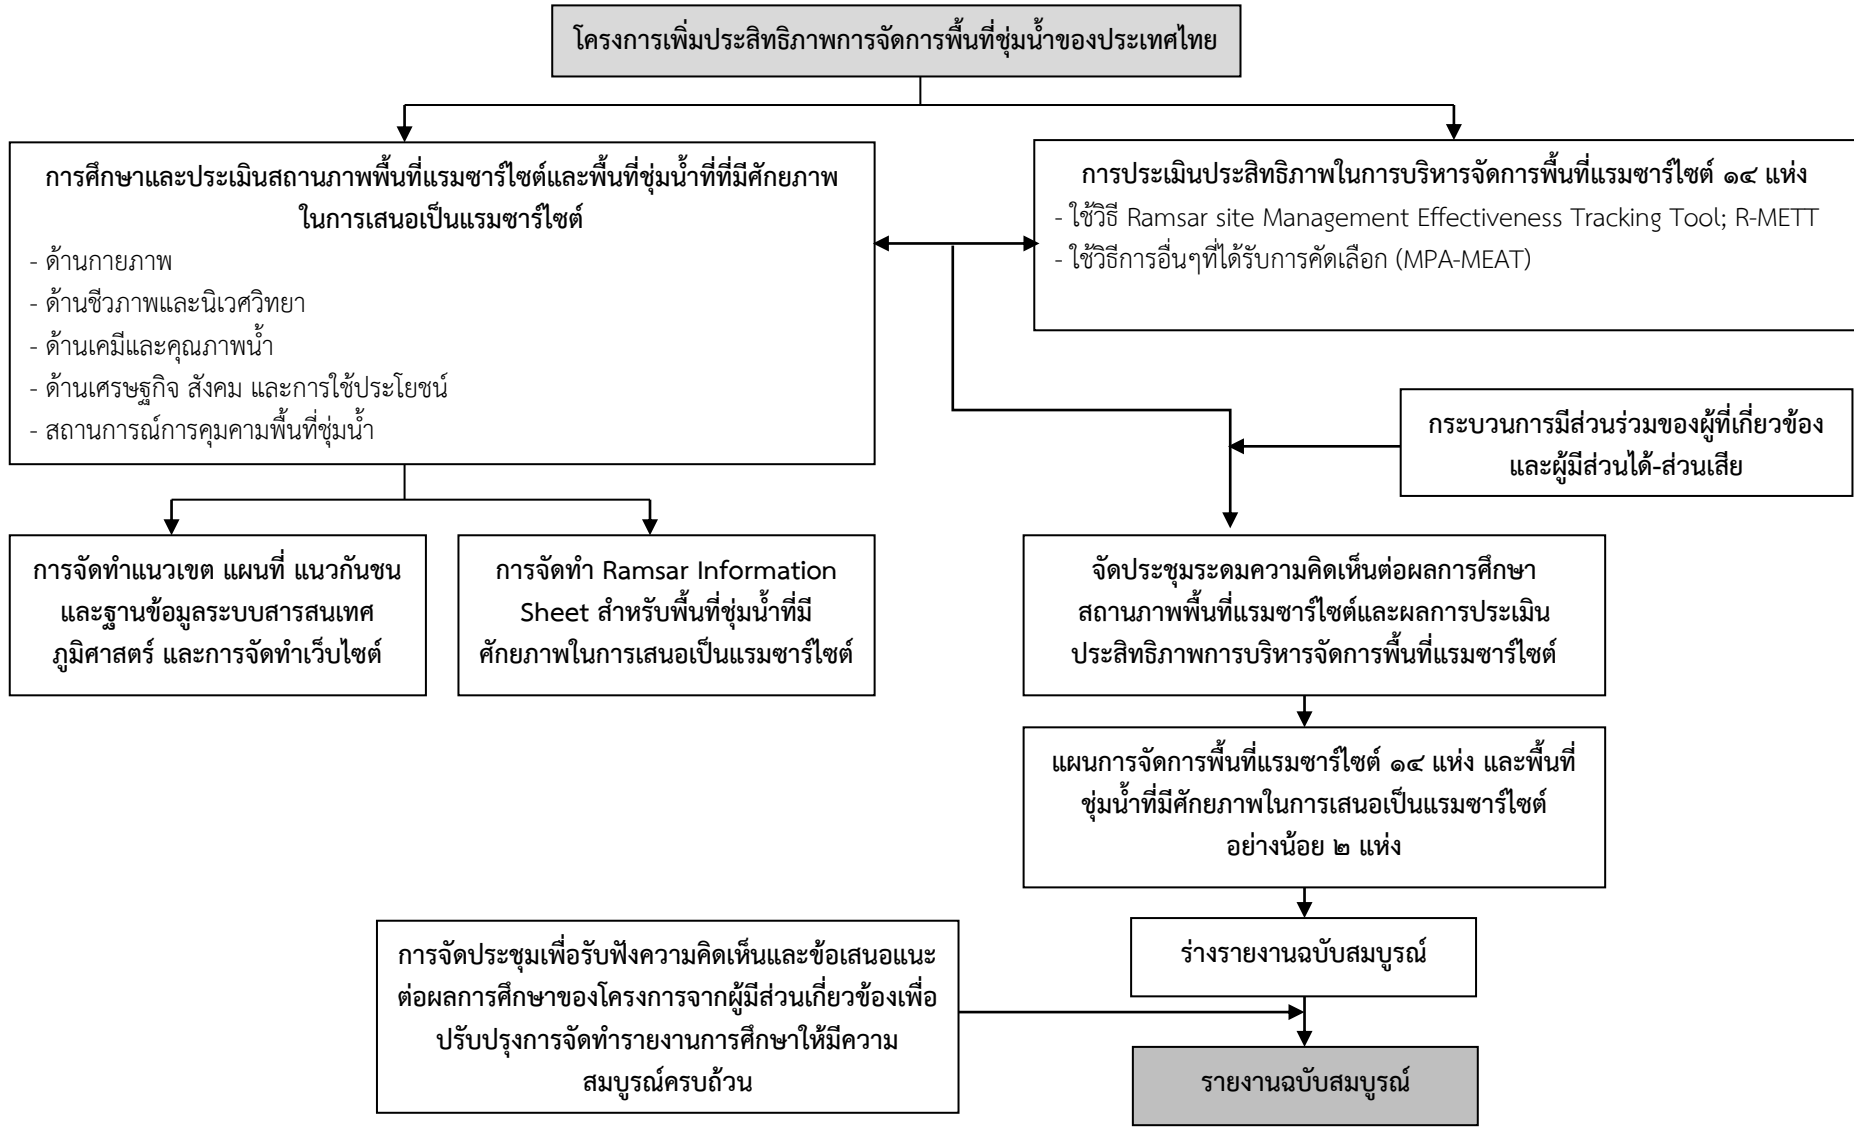 โครงการเพิ่มประสิทธิภาพการจัดการพื้นที่ชุ่มน้ำของประเทศไทย
การศึกษาและประเมินสถานภาพพื้นที่แรมซาร์ไซต์และพื้นที่ชุ่มน้ำที่ที่มีศักยภาพ
ในการเสนอเป็นแรมซาร์ไซต์
- ด้านกายภาพ
- ด้านชีวภาพและนิเวศวิทยา
- ด้านเคมีและคุณภาพน้ำ
- ด้านเศรษฐกิจ สังคม และการใช้ประโยชน์
- สถานการณ์การคุมคามพื้นที่ชุ่มน้ำ
การประเมินประสิทธิภาพในการบริหารจัดการพื้นที่แรมซาร์ไซต์ ๑๔ แห่ง
- ใช้วิธี Ramsar site Management Effectiveness Tracking Tool; R-METT
- ใช้วิธีการอื่นๆที่ได้รับการคัดเลือก (MPA-MEAT)
กระบวนการมีส่วนร่วมของผู้ที่เกี่ยวข้อง
และผู้มีส่วนได้-ส่วนเสีย
การจัดทำแนวเขต แผนที่ แนวกันชน
และฐานข้อมูลระบบสารสนเทศ
ภูมิศาสตร์ และการจัดทำเว็บไซต์
การจัดทำ Ramsar Information
Sheet สำหรับพื้นที่ชุ่มน้ำที่มี
ศักยภาพในการเสนอเป็นแรมซาร์ไซต์
จัดประชุมระดมความคิดเห็นต่อผลการศึกษา
สถานภาพพื้นที่แรมซาร์ไซต์และผลการประเมิน
ประสิทธิภาพการบริหารจัดการพื้นที่แรมซาร์ไซต์
แผนการจัดการพื้นที่แรมซาร์ไซต์ ๑๔ แห่ง และพื้นที่
ชุ่มน้ำที่มีศักยภาพในการเสนอเป็นแรมซาร์ไซต์
อย่างน้อย ๒ แห่ง
ร่างรายงานฉบับสมบูรณ์
การจัดประชุมเพื่อรับฟังความคิดเห็นและข้อเสนอแนะ
ต่อผลการศึกษาของโครงการจากผู้มีส่วนเกี่ยวข้องเพื่อ
ปรับปรุงการจัดทำรายงานการศึกษาให้มีความ
สมบูรณ์ครบถ้วน
รายงานฉบับสมบูรณ์